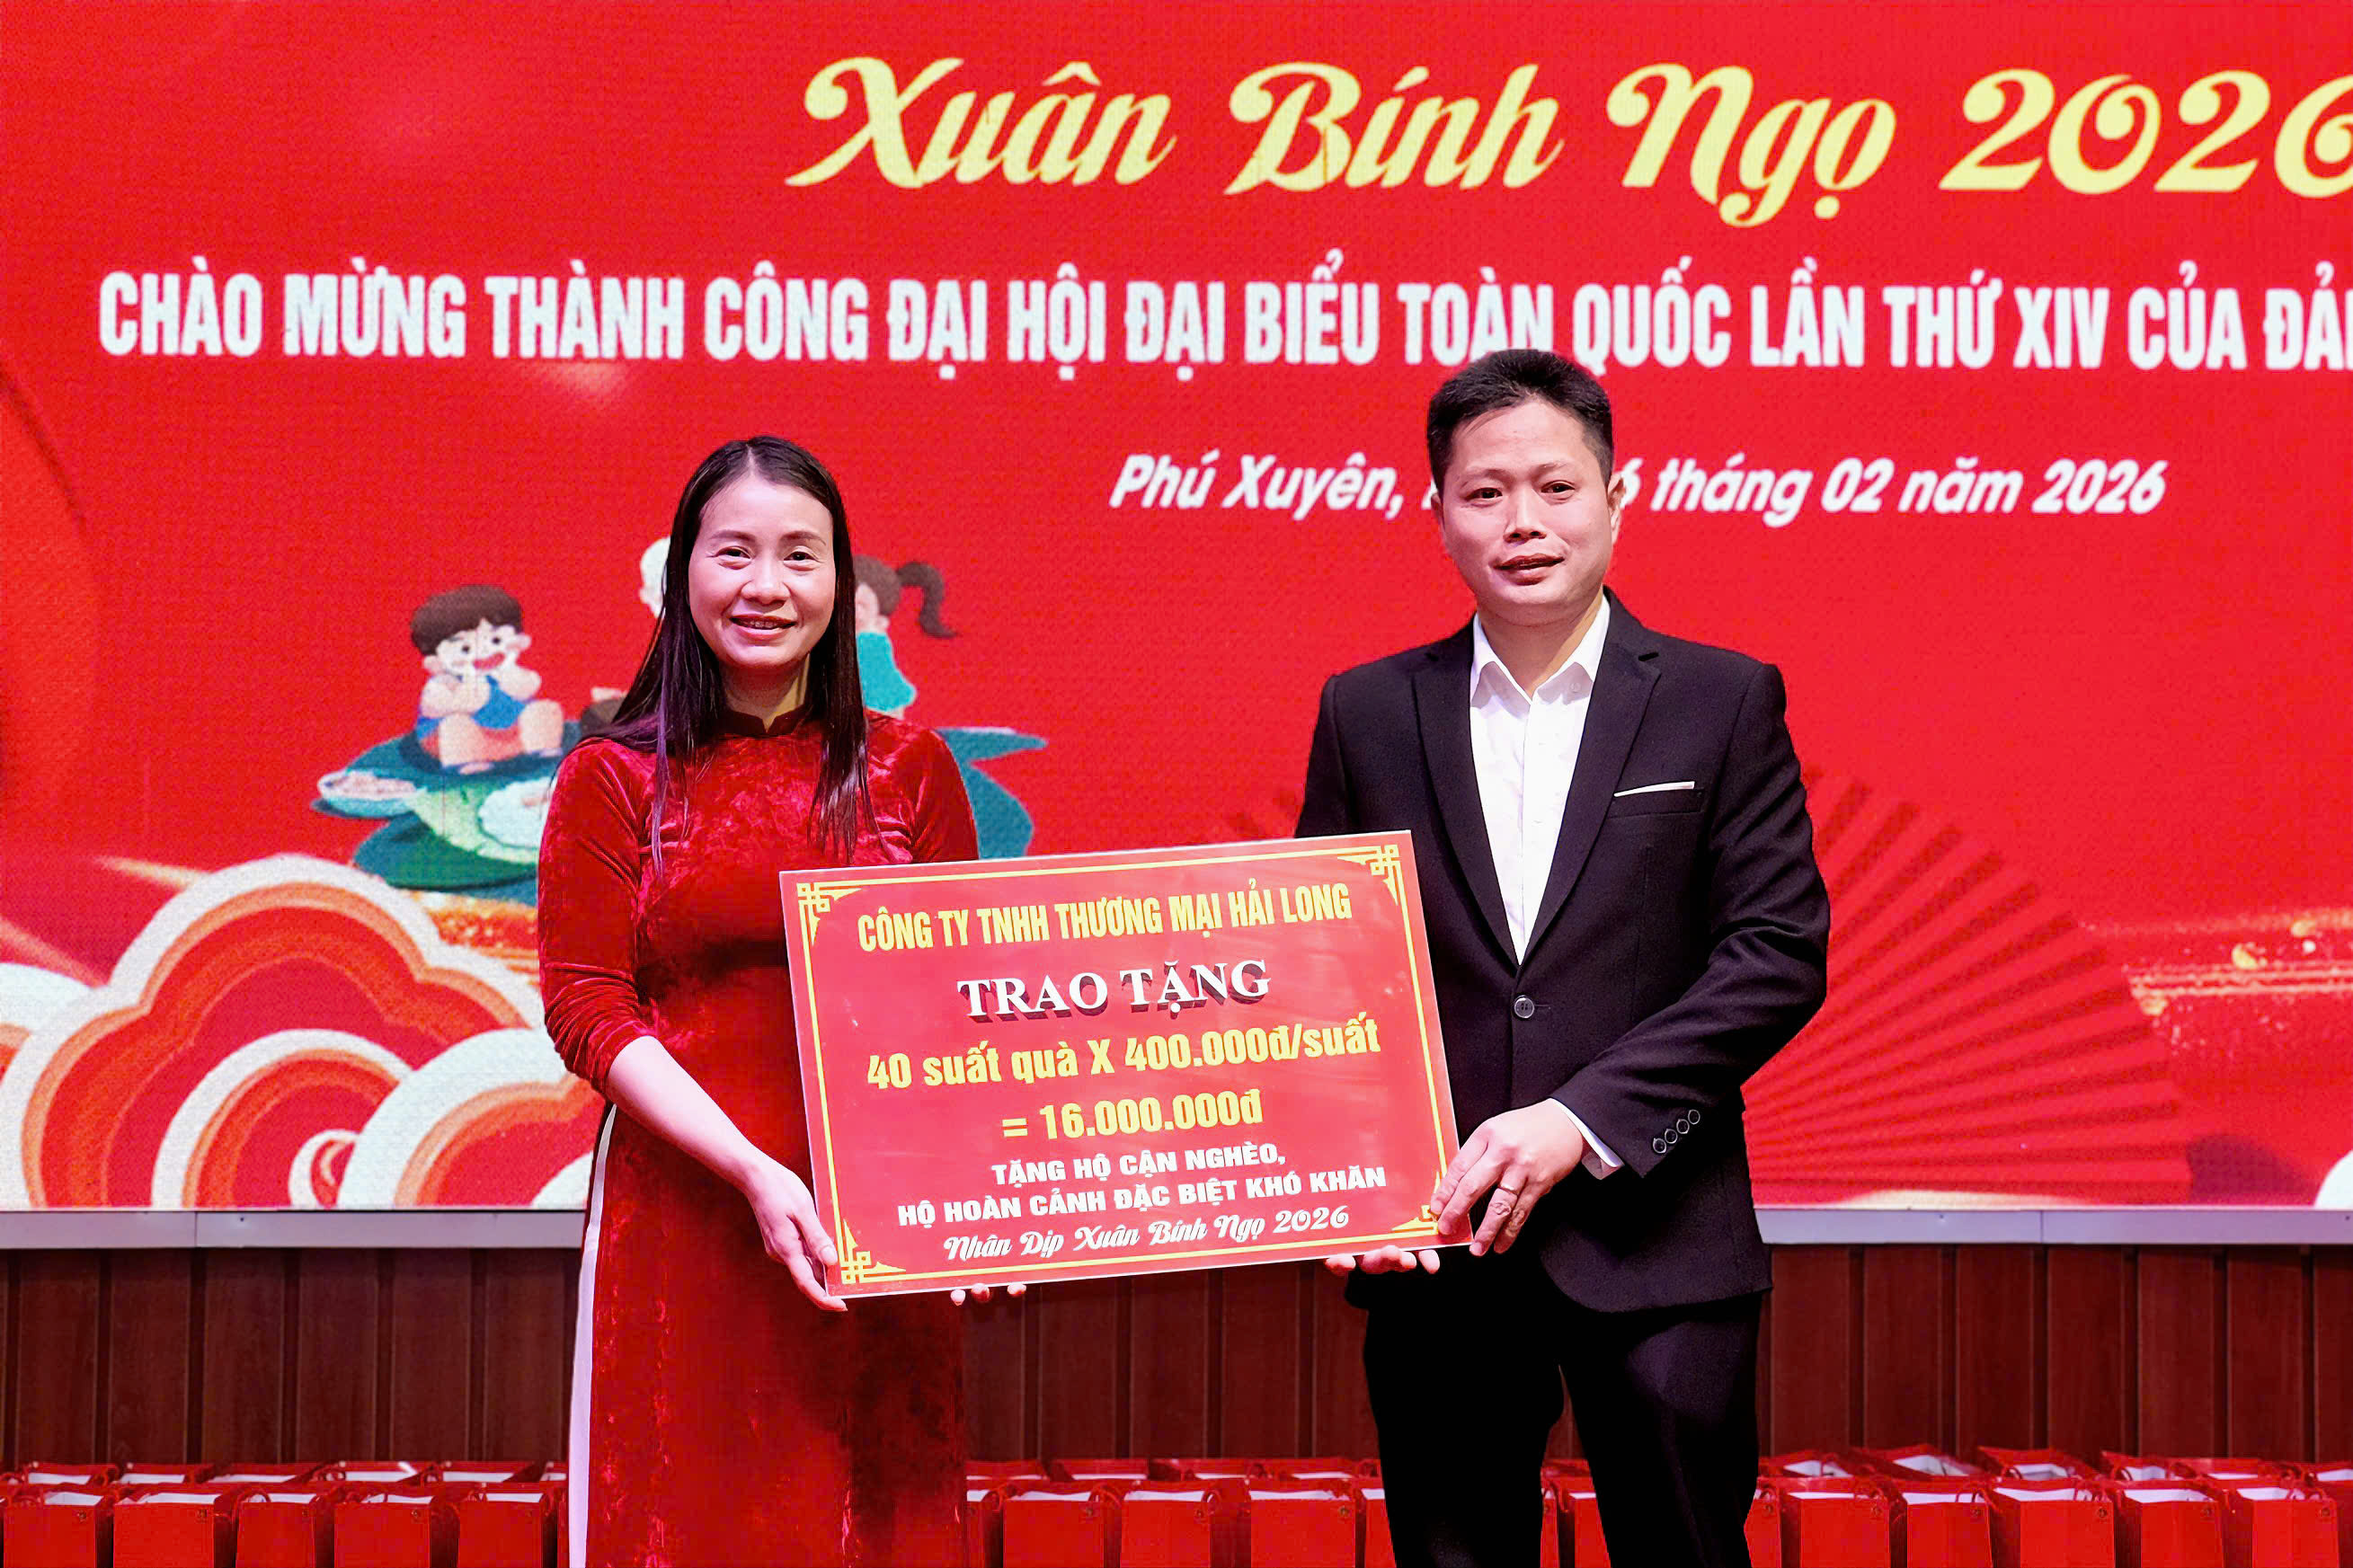 Xuân Bính Ngọ 2026
CHÀO MỪNG THÀNH CÔNG ĐẠI HỘI ĐẠI BIỂU TOÀN QUỐC LẦN THỨ XIV CỦA
Phú Xuyên, 6 tháng 02 năm 2026
CÔNG TY TNHH THƯƠNG MẠI HẢI LONG
TRAO TẶNG
40 suất quà X 400.000đ/suất
= 16.000.000đ
TẶNG HỘ CẬN NGHÈO,
HỘ HOÀN CẢNH ĐẶC BIỆT KHÓ KHĂN
Nhân Dịp Xuân Bính Ngọ 2026